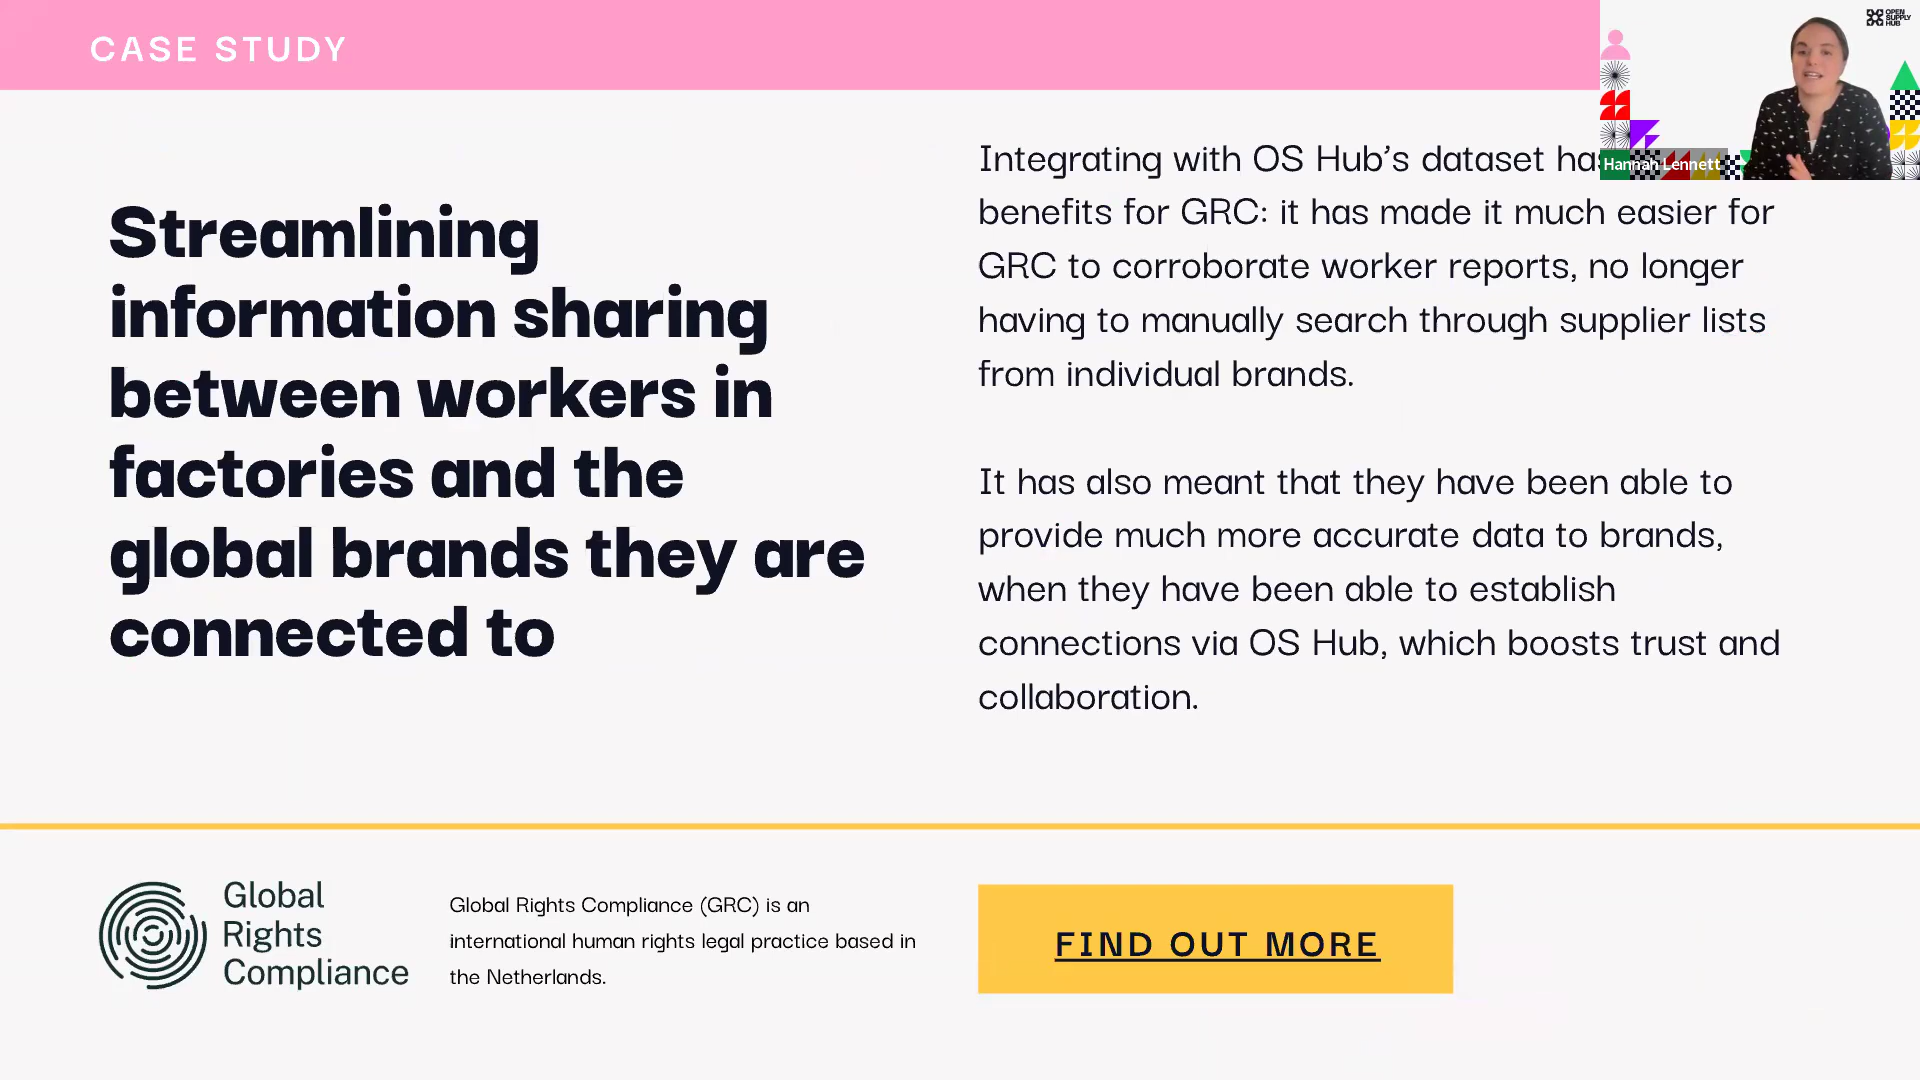 CASE STUDY
OPEN
SUPPLY
HUB
Hannah Lennett
Streamlining
information sharing
between workers in
factories and the
global brands they are
connected to
Integrating with OS Hub’s dataset has
benefits for GRC: it has made it much easier for
GRC to corroborate worker reports, no longer
having to manually search through supplier lists
from individual brands.
It has also meant that they have been able to
provide much more accurate data to brands,
when they have been able to establish
connections via OS Hub, which boosts trust and
collaboration.
Global
Rights
Compliance
Global Rights Compliance (GRC) is an
international human rights legal practice based in
the Netherlands.
FIND OUT MORE